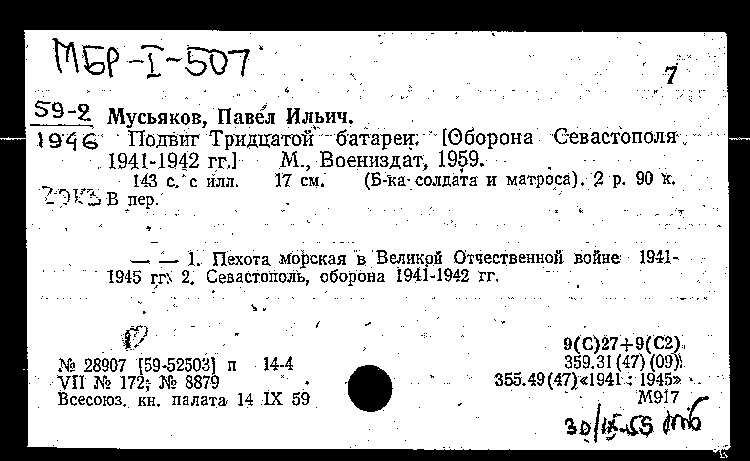 МБР-I-507
7
59-2
1946
Мусьяков, Павел Ильич.
Подвиг Тридцатой батареи. [Оборона Севастополя
1941-1942 гг.] М., Воениздат, 1959.
143 с. с илл. 17 см. (Б-ка солдата и матроса). 2 р. 90 к.
В пер.
— — 1. Пехота морская в Великой Отчественной войне 1941-
1945 гг. 2. Севастополь, оборона 1941-1942 гг.
№ 28907 [59-52503] п 14-4
VII № 172; № 8879
Всесоюз. кн. палата 14 IX 59
9(С)27+9(С2)
359.31(47)(09)
355.49(47)«1941 : 1945»
М917